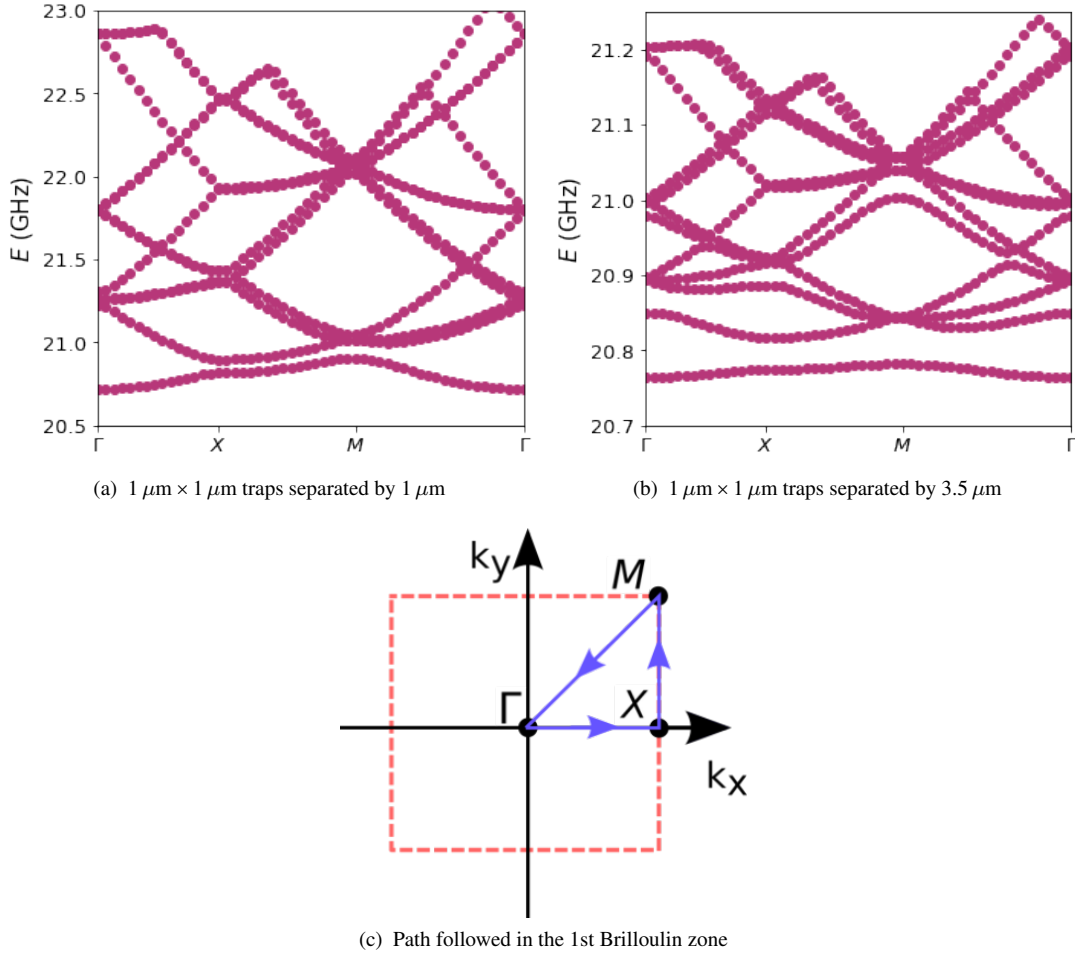 23.0
22.5
22.0
21.5
21.0
20.5
E (GHz)
Γ X M Γ
(a) 1 μm × 1 μm traps separated by 1 μm
21.2
21.1
21.0
20.9
20.8
20.7
E (GHz)
Γ X M Γ
(b) 1 μm × 1 μm traps separated by 3.5 μm
ky
M
Γ
X
kx
(c) Path followed in the 1st Brilloulin zone